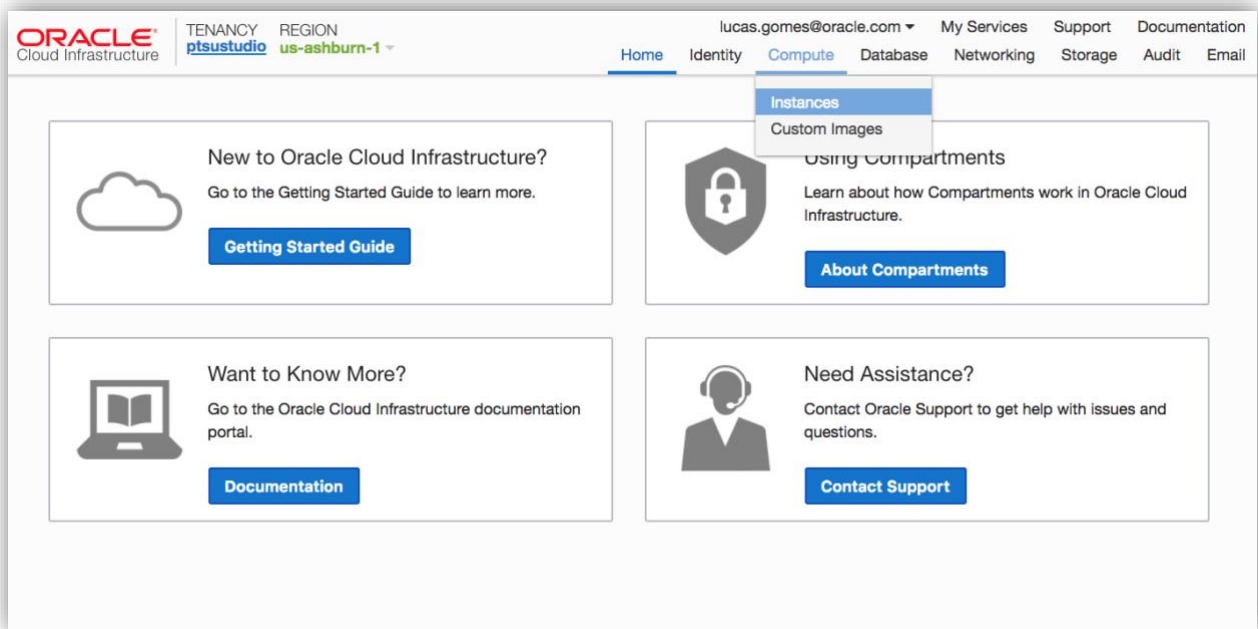 ORACLE®
Cloud Infrastructure
TENANCY
ptsustudio
REGION
us-ashburn-1
lucas.gomes@oracle.com My Services Support Documentation
Home Identity Compute Database Networking Storage Audit Email
Instances
Custom Images
New to Oracle Cloud Infrastructure?
Go to the Getting Started Guide to learn more.
Getting Started Guide
Using Compartments
Learn about how Compartments work in Oracle Cloud
Infrastructure.
About Compartments
Want to Know More?
Go to the Oracle Cloud Infrastructure documentation
portal.
Documentation
Need Assistance?
Contact Oracle Support to get help with issues and
questions.
Contact Support